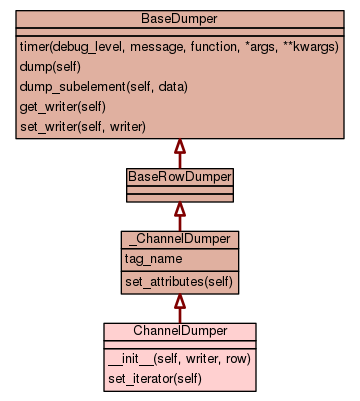 BaseDumper
timer(debug_level, message, function, *args, **kwargs)
dump(self)
dump_subelement(self, data)
get_writer(self)
set_writer(self, writer)
BaseRowDumper
_ChannelDumper
tag_name
set_attributes(self)
ChannelDumper
__init__(self, writer, row)
set_iterator(self)